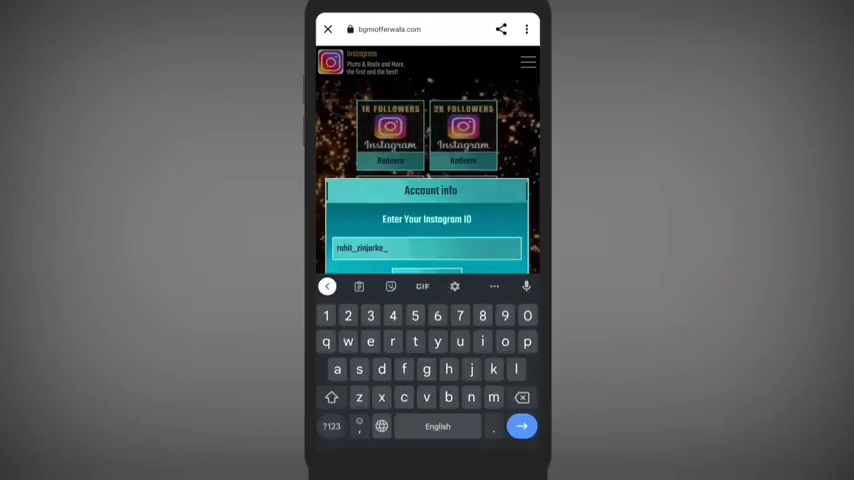 bgmiofferwala.com
Instagram
Photo R, Reels and More,
the first and the best!
1K FOLLOWERS
2K FOLLOWERS
Instagram
Instagram
Redeem
Redeem
Account info
Enter Your Instagram ID
rohit_zinjurke_
GIF
1 2 3 4 5 6 7 8 9 0
q w e r t y u i o p
a s d f g h j k l
z x c v b n m
?123 , English .